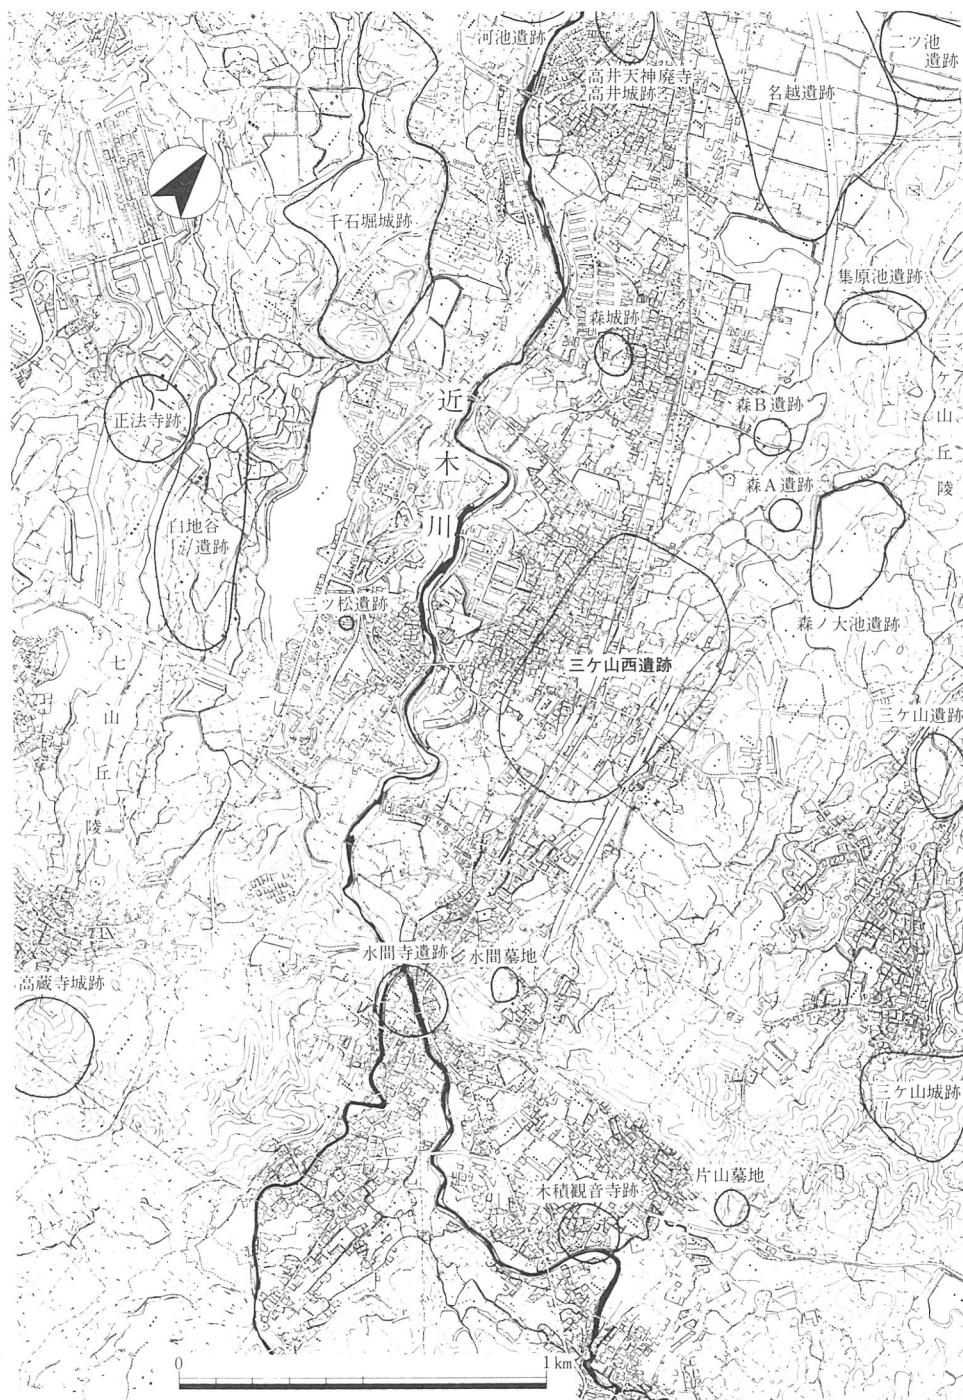 河池遺跡
二ツ池
遺跡
高井天神廃寺
高井城跡
名越遺跡
千石堀城跡
集原池遺跡
森城跡
三ケ山丘陵
近木川
正法寺跡
森B遺跡
森A遺跡
白地谷
遺跡
三ツ松遺跡
森ノ大池遺跡
三ケ山西遺跡
七山丘陵
三ケ山遺跡
水間寺遺跡
水間墓地
高蔵寺城跡
三ケ山城跡
片山墓地
木積観音寺跡
0
1km